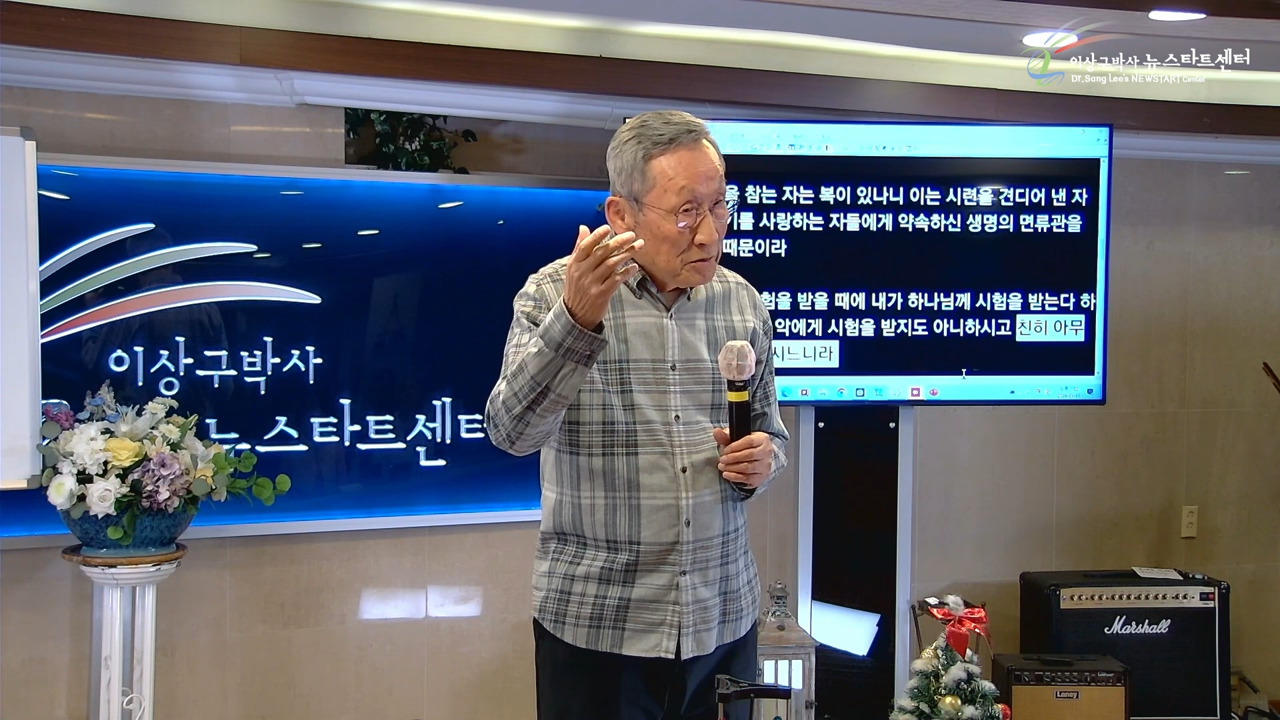 이상구박사 뉴스타트센터
Dr. Sang Lee's NEWSTART Center
참는 자는 복이 있나니 이는 시련을 견디어 낸 자
사랑하는 자들에게 약속하신 생명의 면류관을
때문이라
받을 때에 내가 하나님께 시험을 받는다 하
악에게 시험을 받지도 아니하시고 친히 아무
시느니라
이상구박사
뉴스타트센터
Marshall
Laney